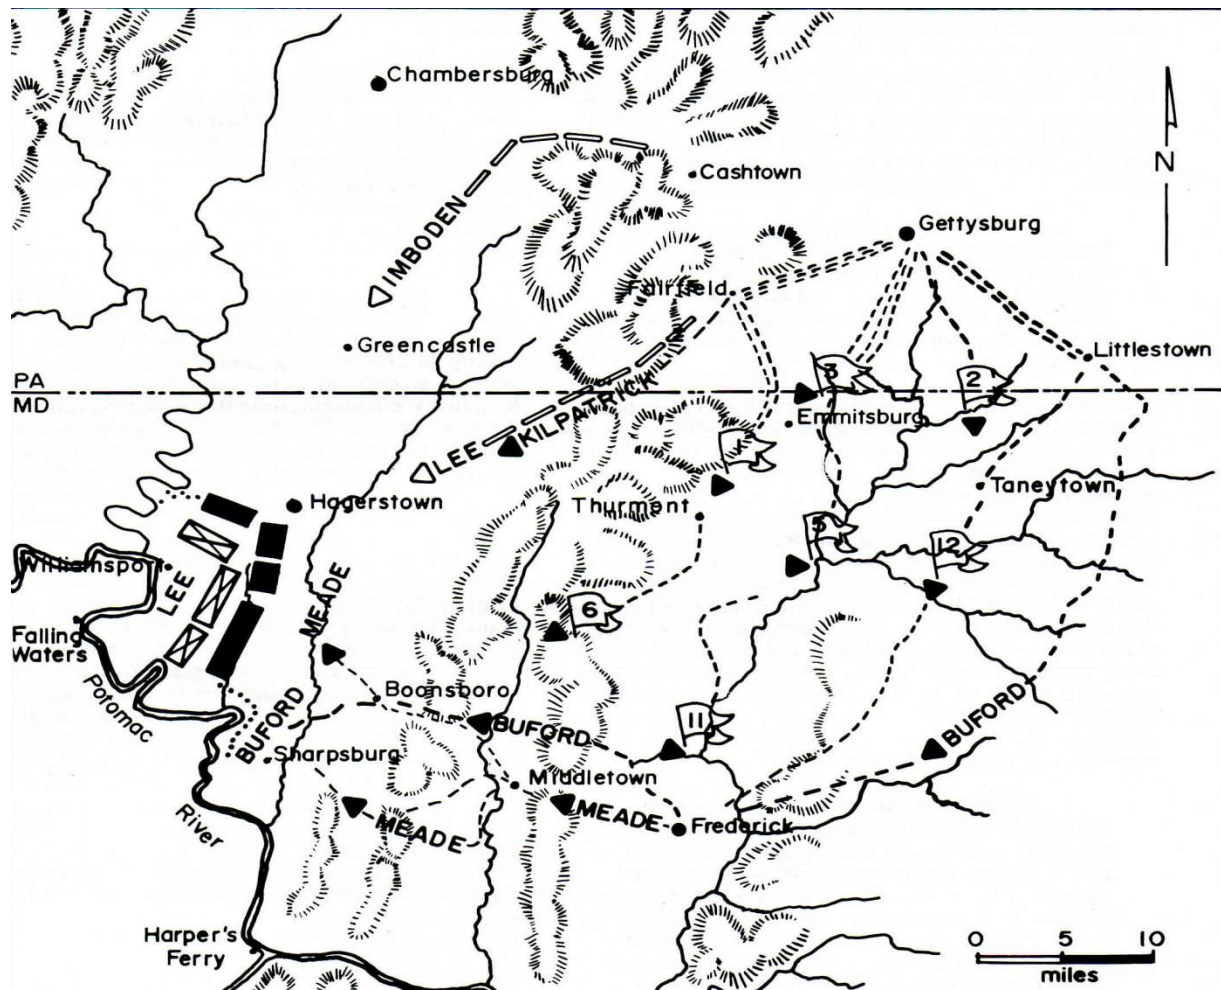 Chambersburg
N
Cashtown
Gettysburg
IMBODEN
Fairfield
Greencastle
Littlestown
PA
MD
3
2
Emmitsburg
LEE
KILPATRICK
1
Hagerstown
Thurmont
Taneytown
5
12
Williamsport
LEE
MEADE
6
Falling
Waters
Potomac
River
BUFORD
Boonsboro
BUFORD
11
BUFORD
Sharpsburg
Middletown
MEADE
MEADE
Frederick
Harper's
Ferry
0 5 10
miles